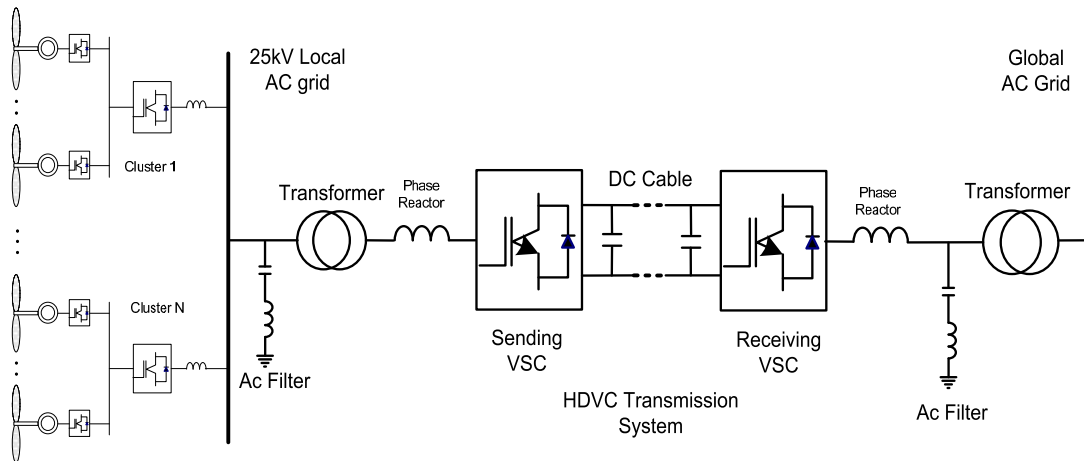 25kV Local
AC grid
Global
AC Grid
Cluster 1
Transformer
Phase
Reactor
DC Cable
Phase
Reactor
Transformer
Cluster N
Sending
VSC
Receiving
VSC
Ac Filter
HDVC Transmission
System
Ac Filter